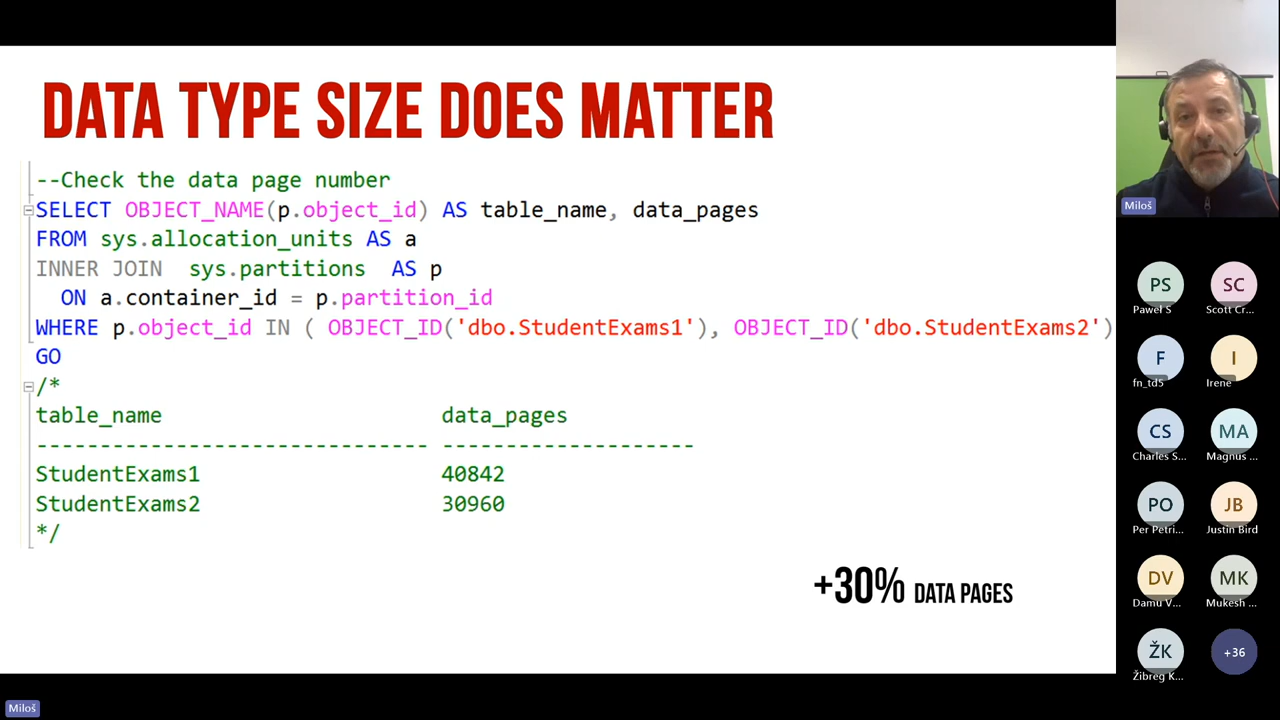 DATA TYPE SIZE DOES MATTER
--Check the data page number
SELECT OBJECT_NAME(p.object_id) AS table_name, data_pages
FROM sys.allocation_units AS a
INNER JOIN  sys.partitions  AS p
  ON a.container_id = p.partition_id
WHERE p.object_id IN ( OBJECT_ID('dbo.StudentExams1'), OBJECT_ID('dbo.StudentExams2')
GO
/*
table_name                      data_pages
-------------------------------- --------------------
StudentExams1                   40842
StudentExams2                   30960
*/
+30% DATA PAGES
Miloš
PS SC
Paweł S Scott Cr...
F I
fn_td5 Irene
CS MA
Charles S... Magnus ...
PO JB
Per Petri... Justin Bird
DV MK
Damu V... Mukesh ...
ŽK +36
Žibreg K...
Miloš